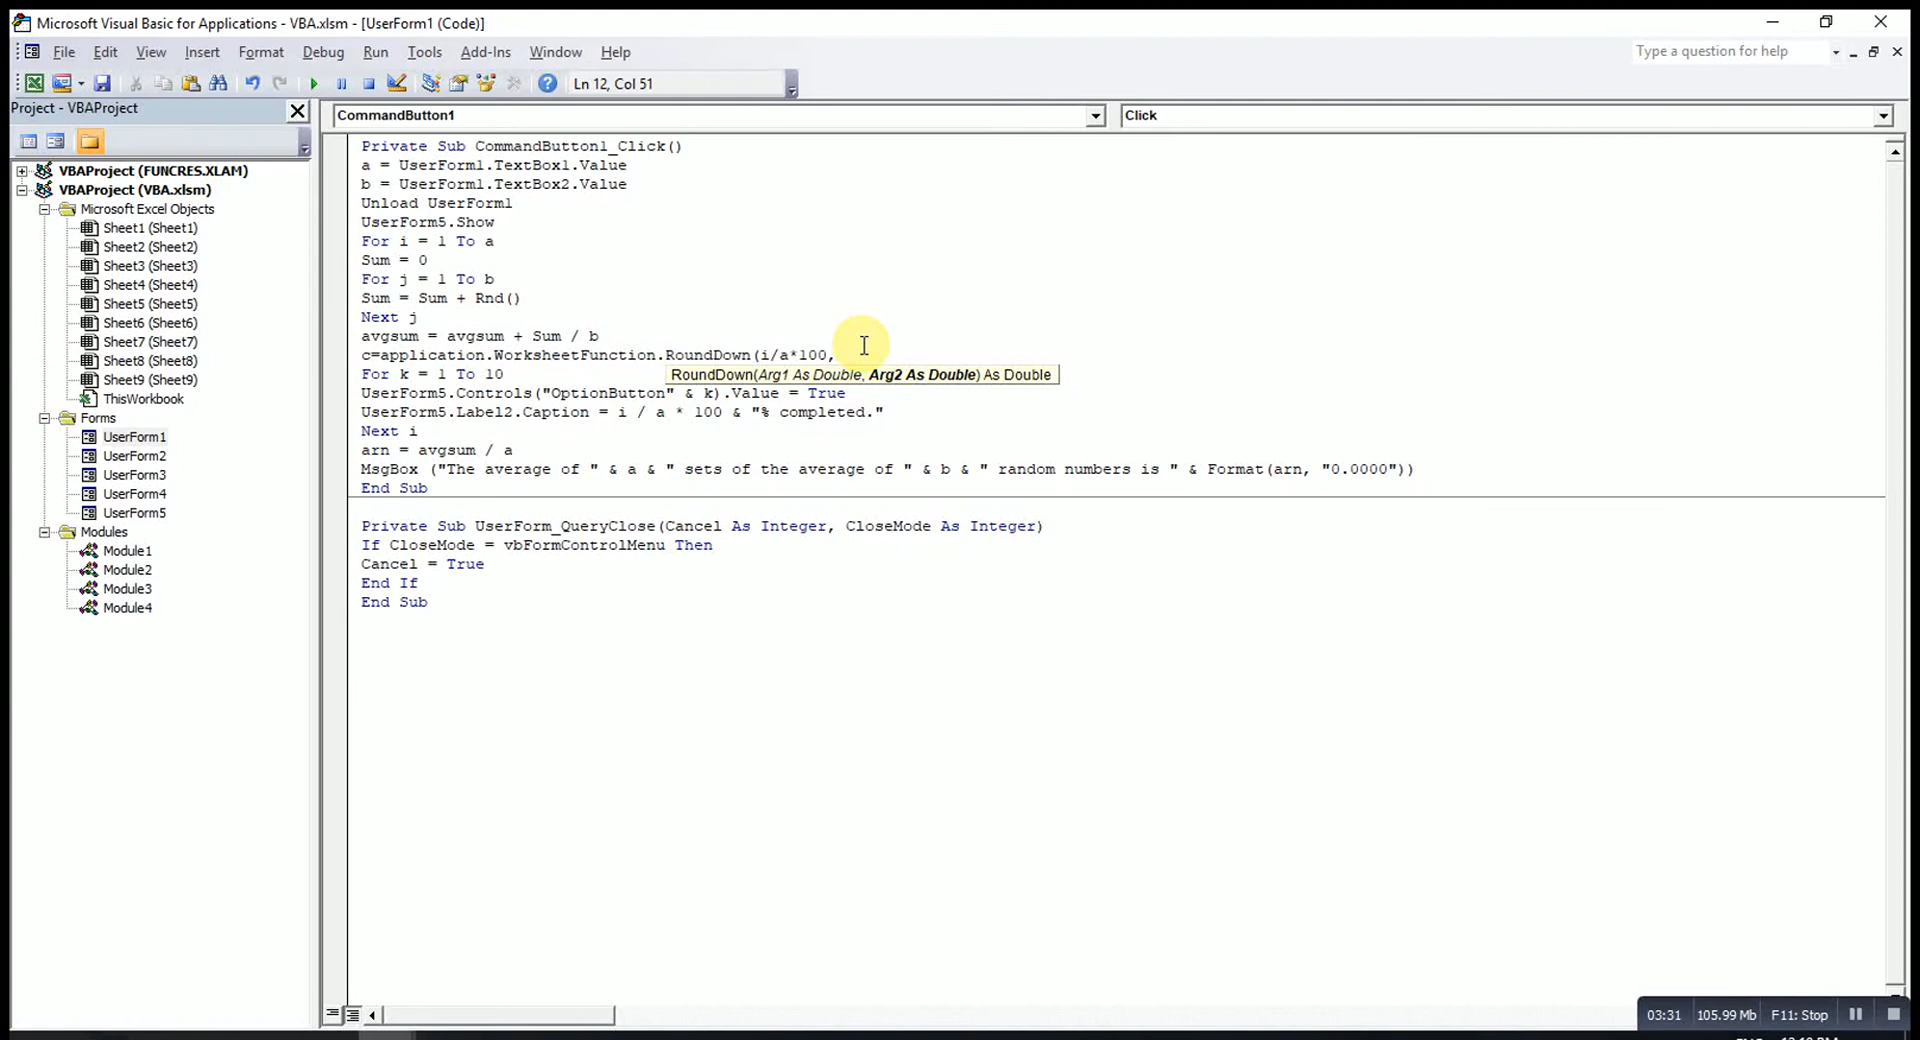 Microsoft Visual Basic for Applications - VBA.xlsm - [UserForm1 (Code)]
File Edit View Insert Format Debug Run Tools Add-Ins Window Help
Type a question for help
Ln 12, Col 51
Project - VBAProject
CommandButton1
Click
VBAProject (FUNCRES.XLAM)
VBAProject (VBA.xlsm)
Microsoft Excel Objects
Sheet1 (Sheet1)
Sheet2 (Sheet2)
Sheet3 (Sheet3)
Sheet4 (Sheet4)
Sheet5 (Sheet5)
Sheet6 (Sheet6)
Sheet7 (Sheet7)
Sheet8 (Sheet8)
Sheet9 (Sheet9)
ThisWorkbook
Forms
UserForm1
UserForm2
UserForm3
UserForm4
UserForm5
Modules
Module1
Module2
Module3
Module4
Private Sub CommandButton1_Click()
a = UserForm1.TextBox1.Value
b = UserForm1.TextBox2.Value
Unload UserForm1
UserForm5.Show
For i = 1 To a
Sum = 0
For j = 1 To b
Sum = Sum + Rnd()
Next j
avgsum = avgsum + Sum / b
c=application.WorksheetFunction.RoundDown(i/a*100,
For k = 1 To 10
RoundDown(Arg1 As Double, Arg2 As Double) As Double
UserForm5.Controls("OptionButton" & k).Value = True
UserForm5.Label2.Caption = i / a * 100 & "% completed."
Next i
arn = avgsum / a
MsgBox ("The average of " & a & " sets of the average of " & b & " random numbers is " & Format(arn, "0.0000"))
End Sub
Private Sub UserForm_QueryClose(Cancel As Integer, CloseMode As Integer)
If CloseMode = vbFormControlMenu Then
Cancel = True
End If
End Sub
03:31 105.99 Mb F11: Stop